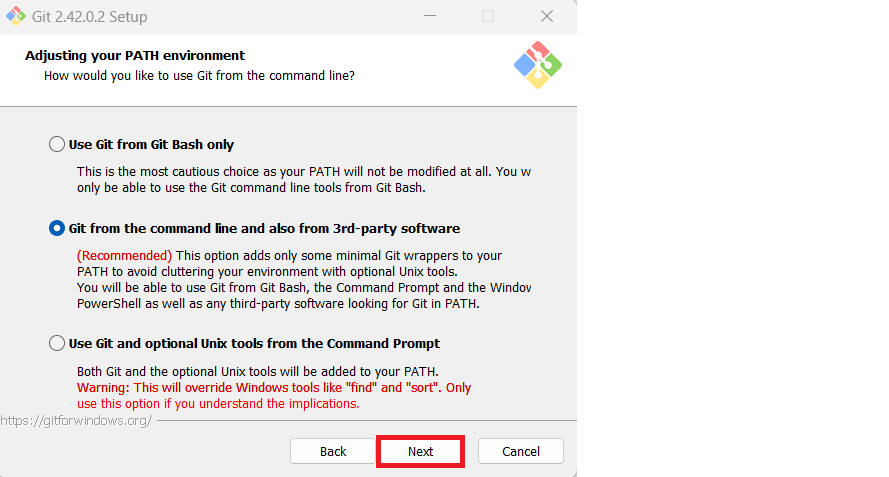 Git 2.42.0.2 Setup
Adjusting your PATH environment
How would you like to use Git from the command line?
Use Git from Git Bash only
This is the most cautious choice as your PATH will not be modified at all. You w
only be able to use the Git command line tools from Git Bash.
Git from the command line and also from 3rd-party software
(Recommended) This option adds only some minimal Git wrappers to your
PATH to avoid cluttering your environment with optional Unix tools.
You will be able to use Git from Git Bash, the Command Prompt and the Window
PowerShell as well as any third-party software looking for Git in PATH.
Use Git and optional Unix tools from the Command Prompt
Both Git and the optional Unix tools will be added to your PATH.
Warning: This will override Windows tools like "find" and "sort". Only
use this option if you understand the implications.
https://gitforwindows.org/
Back Next Cancel